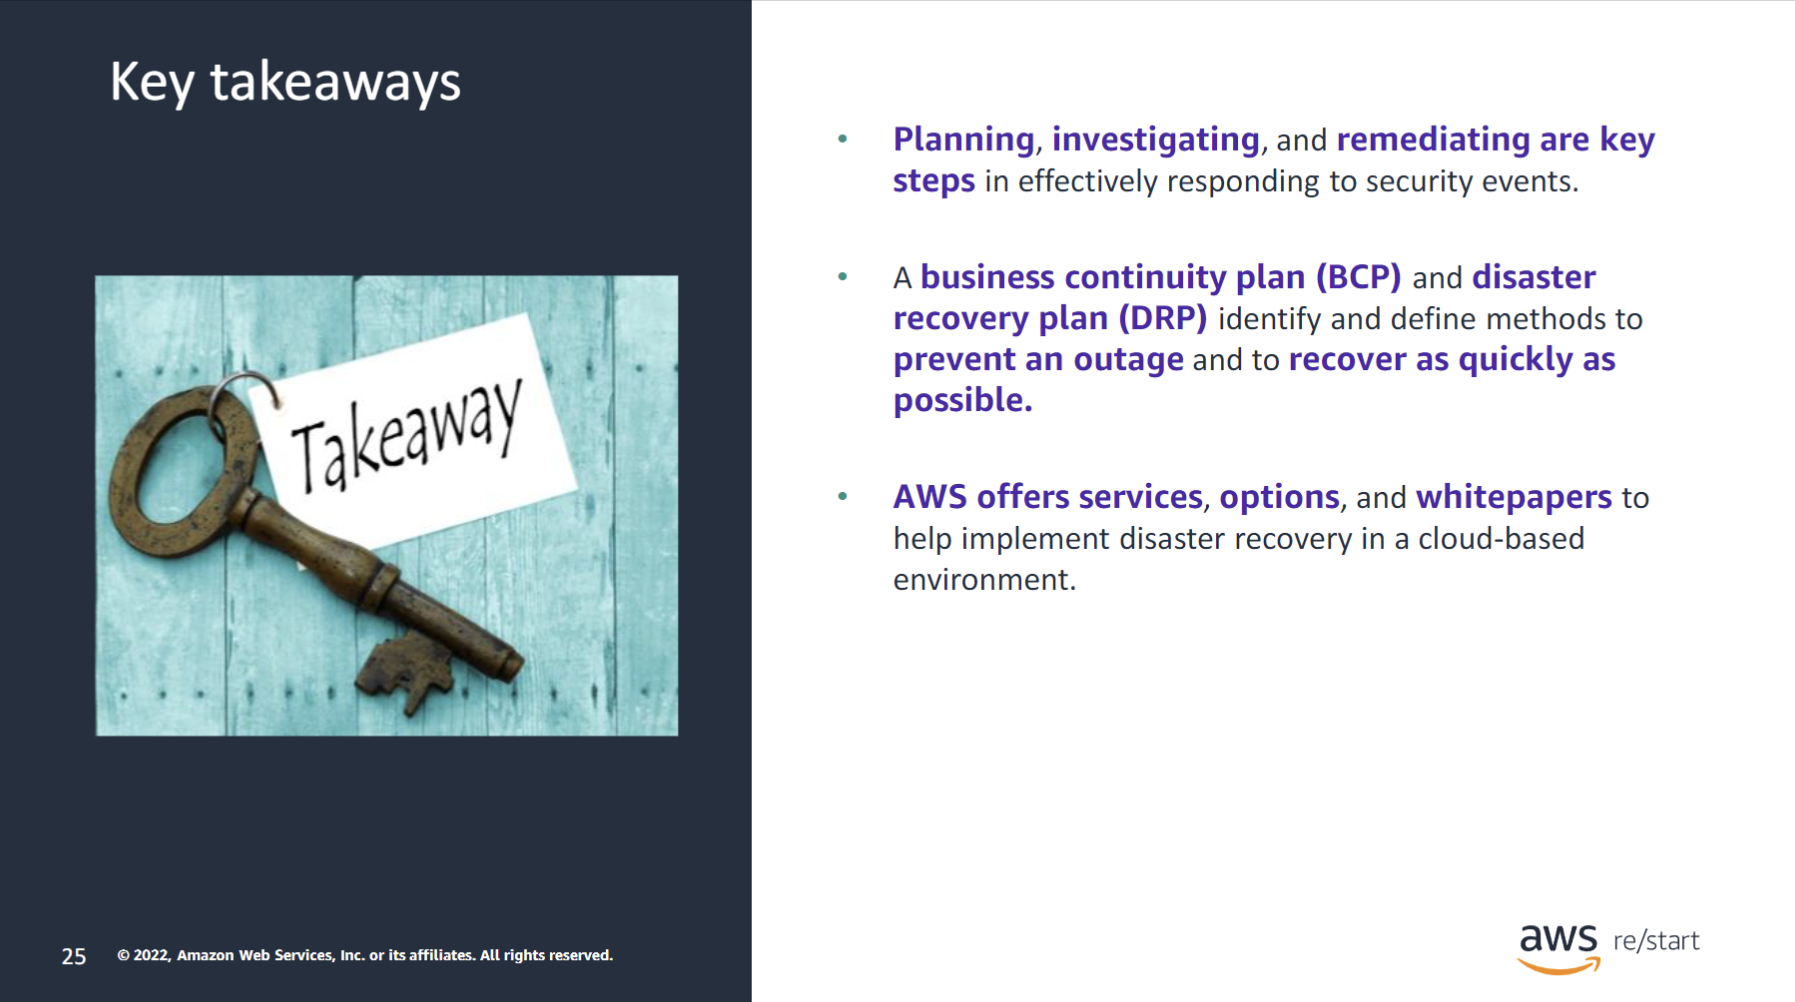 Key takeaways
Takeaway
• Planning, investigating, and remediating are key
steps in effectively responding to security events.
• A business continuity plan (BCP) and disaster
recovery plan (DRP) identify and define methods to
prevent an outage and to recover as quickly as
possible.
• AWS offers services, options, and whitepapers to
help implement disaster recovery in a cloud-based
environment.
25 © 2022, Amazon Web Services, Inc. or its affiliates. All rights reserved.
aws re/start